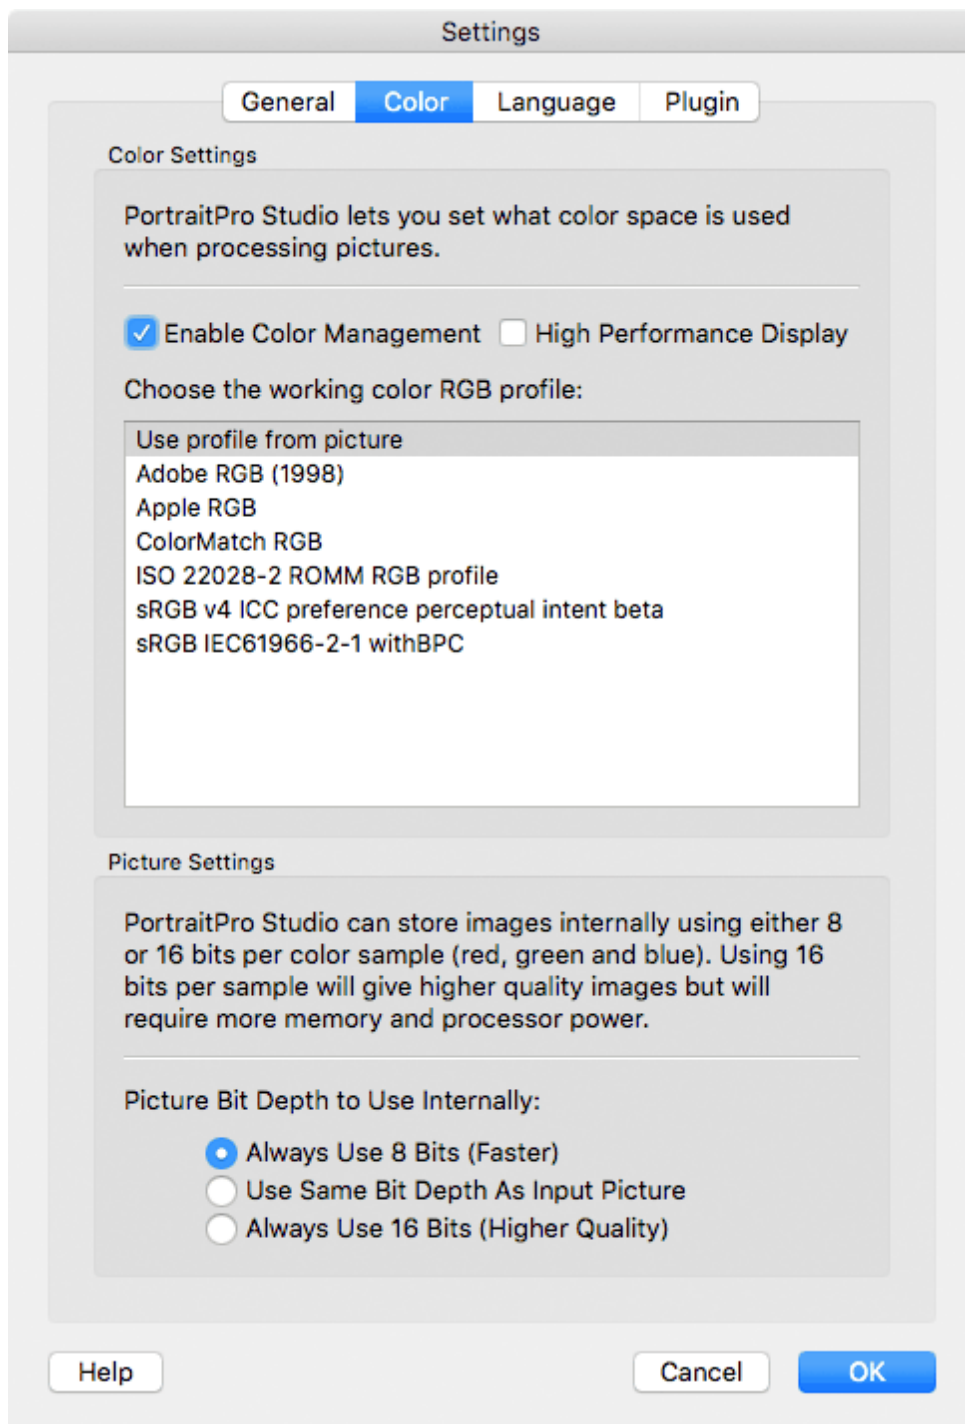 Settings
General Color Language Plugin
Color Settings
PortraitPro Studio lets you set what color space is used
when processing pictures.
Enable Color Management High Performance Display
Choose the working color RGB profile:
Use profile from picture
Adobe RGB (1998)
Apple RGB
ColorMatch RGB
ISO 22028-2 ROMM RGB profile
sRGB v4 ICC preference perceptual intent beta
sRGB IEC61966-2-1 withBPC
Picture Settings
PortraitPro Studio can store images internally using either 8
or 16 bits per color sample (red, green and blue). Using 16
bits per sample will give higher quality images but will
require more memory and processor power.
Picture Bit Depth to Use Internally:
Always Use 8 Bits (Faster)
Use Same Bit Depth As Input Picture
Always Use 16 Bits (Higher Quality)
Help Cancel OK